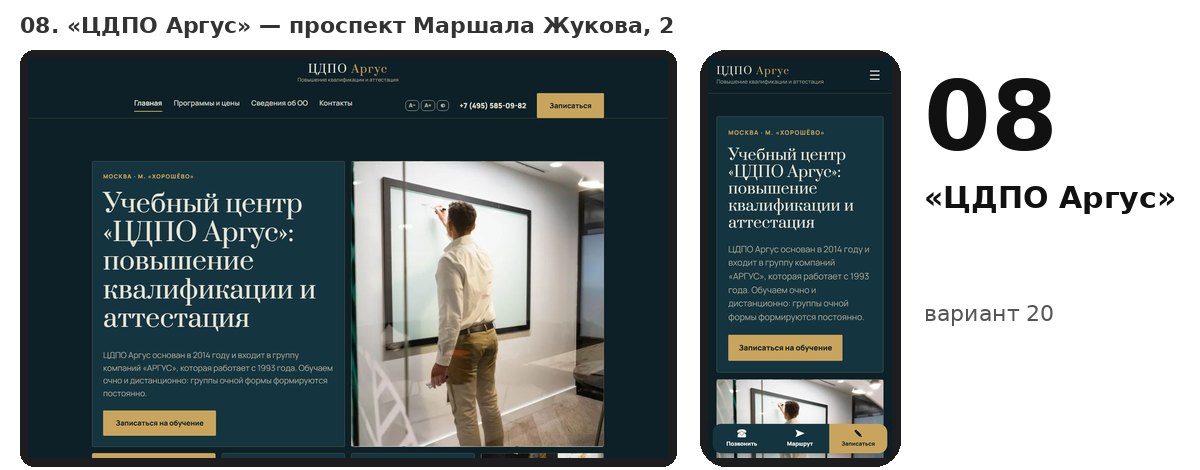 08. «ЦДПО Аргус» — проспект Маршала Жукова, 2
ЦДПО Аргус
Повышение квалификации и аттестация
Главная Программы и цены Сведения об ОО Контакты
А− А+ +7 (495) 585-09-82 Записаться
МОСКВА · М. «ХОРОШЁВО»
Учебный центр
«ЦДПО Аргус»:
повышение
квалификации и
аттестация
ЦДПО Аргус основан в 2014 году и входит в группу
компаний «АРГУС», которая работает с 1993 года. Обучаем
очно и дистанционно: группы очной формы формируются
постоянно.
Записаться на обучение
ЦДПО Аргус
Повышение квалификации и аттестация
МОСКВА · М. «ХОРОШЁВО»
Учебный центр
«ЦДПО Аргус»:
повышение
квалификации и
аттестация
ЦДПО Аргус основан в 2014 году и
входит в группу компаний
«АРГУС», которая работает с 1993
года. Обучаем очно и
дистанционно: группы очной
формы формируются постоянно.
Записаться на обучение
Позвонить Маршрут Записаться
08
«ЦДПО Аргус»
вариант 20